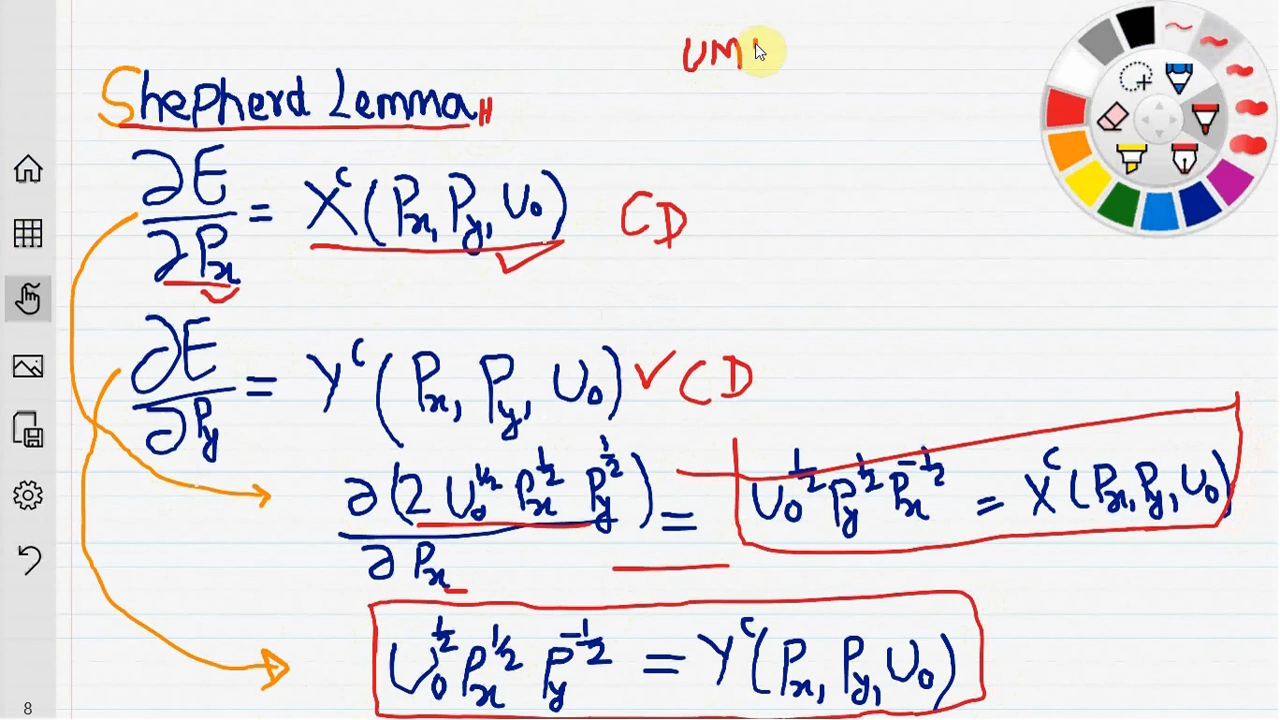 UM
Shepherd Lemma
∂E/∂Px = X^c(Px, Py, U₀) CD
∂E/∂Py = Y^c(Px, Py, U₀) ✓ CD
∂(2 U₀^½ Px^½ Py^½)/∂Px = U₀^½ Py^½ Px^-½ = X^c(Px, Py, U₀)
U₀^½ Px^½ Py^-½ = Y^c(Px, Py, U₀)
8